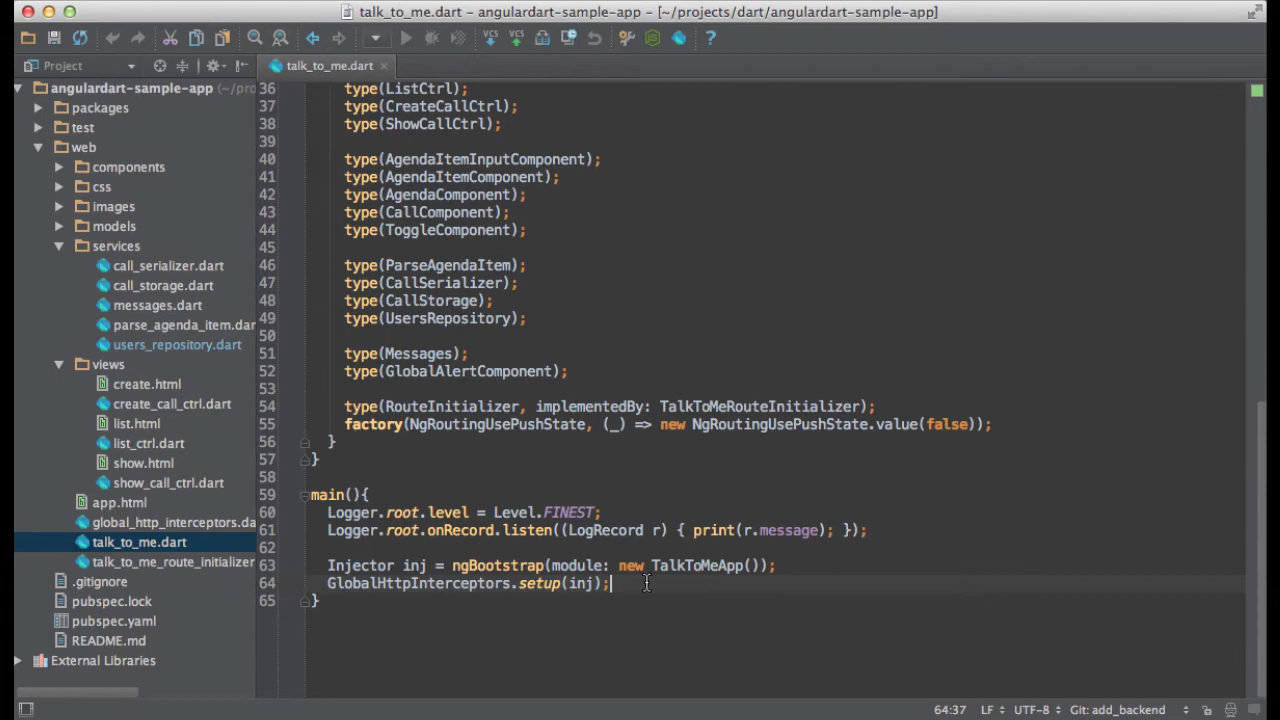 talk_to_me.dart - angulardart-sample-app - [~/projects/dart/angulardart-sample-app]
VCS VCS ?
Project
talk_to_me.dart
angulardart-sample-app (~/pro
packages
test
web
components
css
images
models
services
call_serializer.dart
call_storage.dart
messages.dart
parse_agenda_item.dar
users_repository.dart
views
create.html
create_call_ctrl.dart
list.html
list_ctrl.dart
show.html
show_call_ctrl.dart
app.html
global_http_interceptors.da
talk_to_me.dart
talk_to_me_route_initializer
.gitignore
pubspec.lock
pubspec.yaml
README.md
External Libraries
36 type(ListCtrl);
37 type(CreateCallCtrl);
38 type(ShowCallCtrl);
39
40 type(AgendaItemInputComponent);
41 type(AgendaItemComponent);
42 type(AgendaComponent);
43 type(CallComponent);
44 type(ToggleComponent);
45
46 type(ParseAgendaItem);
47 type(CallSerializer);
48 type(CallStorage);
49 type(UsersRepository);
50
51 type(Messages);
52 type(GlobalAlertComponent);
53
54 type(RouteInitializer, implementedBy: TalkToMeRouteInitializer);
55 factory(NgRoutingUsePushState, (_) => new NgRoutingUsePushState.value(false));
56 }
57 }
58
59 main(){
60 Logger.root.level = Level.FINEST;
61 Logger.root.onRecord.listen((LogRecord r) { print(r.message); });
62
63 Injector inj = ngBootstrap(module: new TalkToMeApp());
64 GlobalHttpInterceptors.setup(inj);
65 }
64:37 LF UTF-8 Git: add_backend